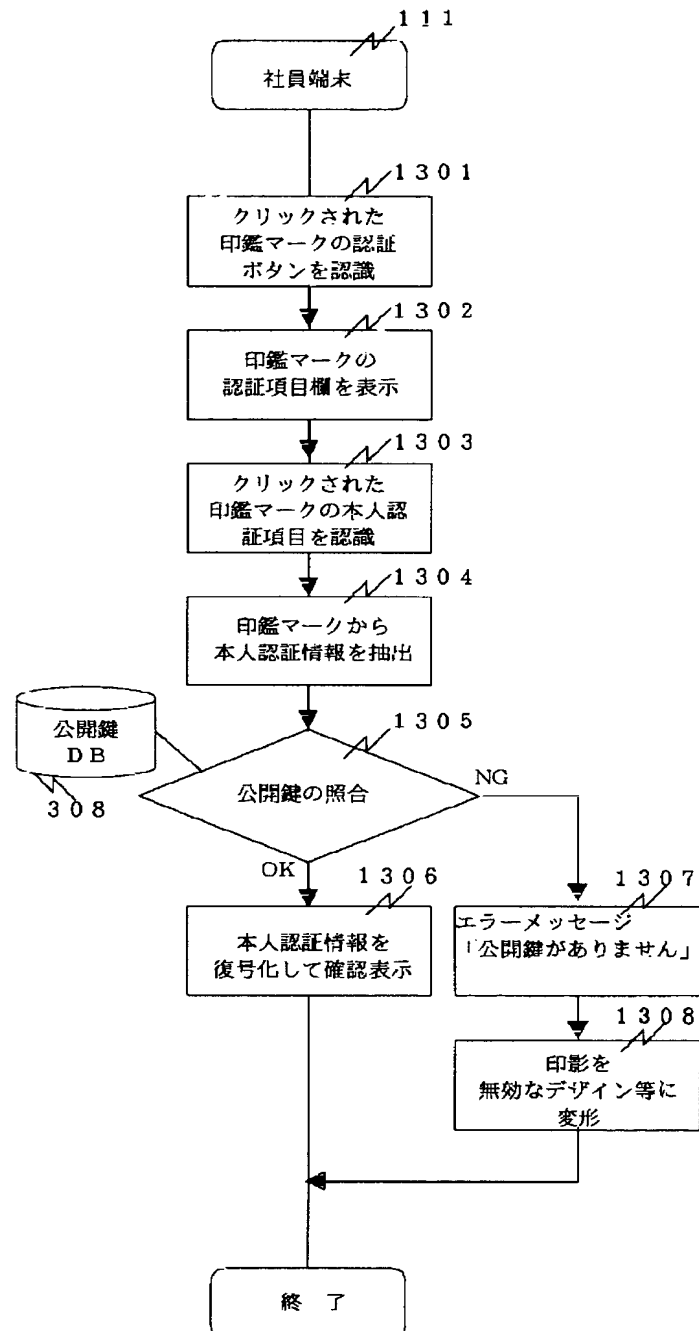 １１１
社員端末
１３０１
クリックされた
印鑑マークの認証
ボタンを認識
１３０２
印鑑マークの
認証項目欄を表示
１３０３
クリックされた
印鑑マークの本人認
証項目を認識
１３０４
印鑑マークから
本人認証情報を抽出
公開鍵
ＤＢ
３０８
１３０５
公開鍵の照合
NG
OK
１３０６
本人認証情報を
復号化して確認表示
１３０７
エラーメッセージ
「公開鍵がありません」
１３０８
印影を
無効なデザイン等に
変形
終　了